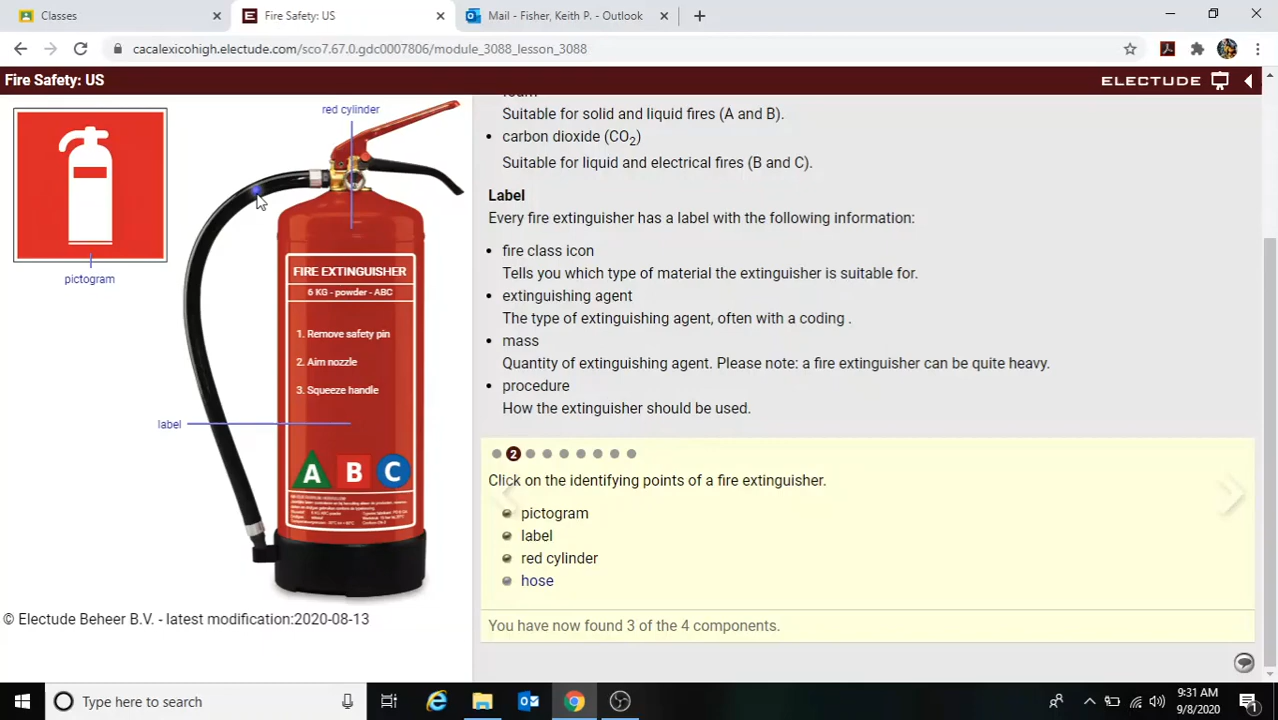 Classes
Fire Safety: US
Mail - Fisher, Keith P. - Outlook
cacalexicohigh.electude.com/sco7.67.0.gdc0007806/module_3088_lesson_3088
Fire Safety: US
ELECTUDE
red cylinder
pictogram
label
FIRE EXTINGUISHER
6 KG - powder - ABC
1. Remove safety pin
2. Aim nozzle
3. Squeeze handle
A B C
© Electude Beheer B.V. - latest modification:2020-08-13
foam
Suitable for solid and liquid fires (A and B).
• carbon dioxide (CO2)
Suitable for liquid and electrical fires (B and C).
Label
Every fire extinguisher has a label with the following information:
• fire class icon
Tells you which type of material the extinguisher is suitable for.
• extinguishing agent
The type of extinguishing agent, often with a coding .
• mass
Quantity of extinguishing agent. Please note: a fire extinguisher can be quite heavy.
• procedure
How the extinguisher should be used.
2
Click on the identifying points of a fire extinguisher.
pictogram
label
red cylinder
hose
You have now found 3 of the 4 components.
Type here to search
9:31 AM
9/8/2020
1